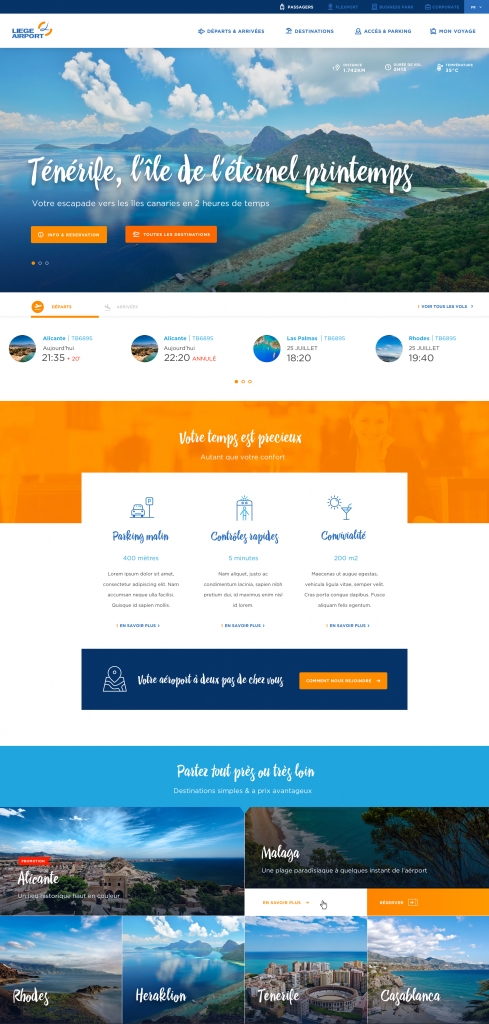 PASSAGERS
FLEXPORT
BUSINESS PARK
CORPORATE
FR
LIEGE
AIRPORT
DÉPARTS & ARRIVÉES
DESTINATIONS
ACCÈS & PARKING
MON VOYAGE
DISTANCE
1.742KM
DURÉE DE VOL
2H15
TEMPÉRATURE
25°C
Ténérife, l'île de l'éternel printemps
Votre escapade vers les îles canaries en 2 heures de temps
INFO & RESERVATION
TOUTES LES DESTINATIONS
DÉPARTS
ARRIVÉES
VOIR TOUS LES VOLS
Alicante | TB6895
Aujourd'hui
21:35 + 20'
Alicante | TB6895
Aujourd'hui
22:20 ANNULÉ
Las Palmas | TB6895
25 JUILLET
18:20
Rhodes | TB6895
25 JUILLET
19:40
Votre temps est precieux
Autant que votre confort
Parking malin
400 mètres
Lorem ipsum dolor sit amet,
consectetur adipiscing elit. Nam
accumsan neque ulla facilisi.
Quisque id sapien mollis.
EN SAVOIR PLUS
Contrôles rapides
5 minutes
Nam aliquet, justo ac
condimentum lacinia, sapien nibh
pretium dui, id maximus enim nisl
id lorem.
EN SAVOIR PLUS
Convivialité
200 m2
Maecenas ut augue egestas,
vehicula ligula vitae, semper velit.
Cras porta congue dapibus. Fusce
aliquam felis egentum.
EN SAVOIR PLUS
Votre aéroport à deux pas de chez vous
COMMENT NOUS REJOINDRE
Partez tout près ou très loin
Destinations simples & a prix avantageux
PROMOTION
Alicante
Un lieu historique haut en couleur
Malaga
Une plage paradisiaque à quelques instant de l'aérport
EN SAVOIR PLUS
RÉSERVER
Rhodes
Heraklion
Tenerife
Casablanca